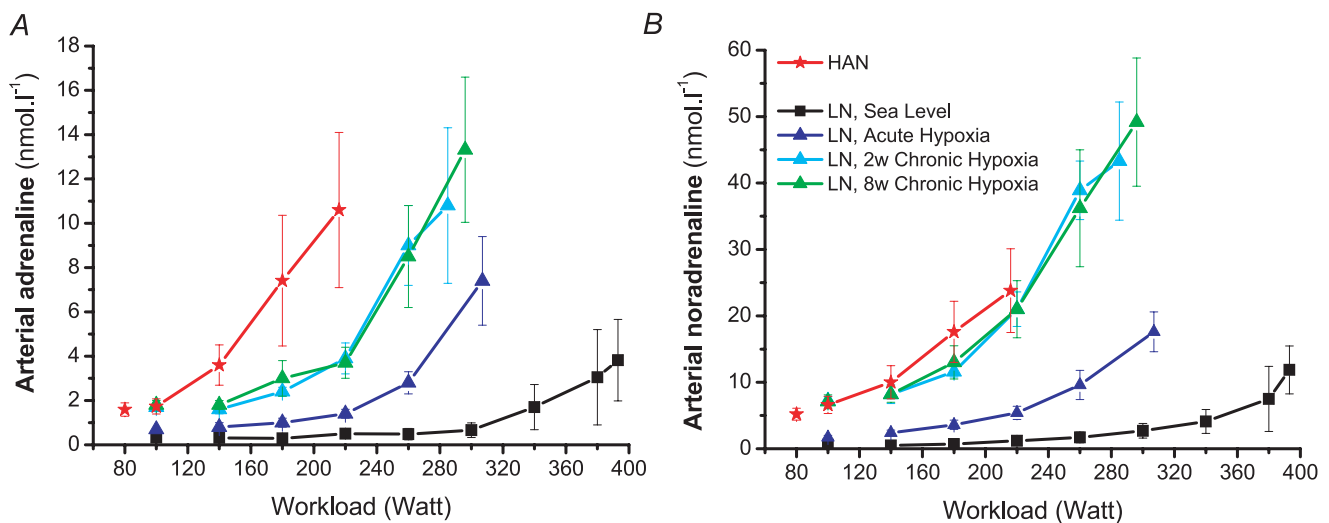 A
Arterial adrenaline (nmol.l⁻¹)
18
16
14
12
10
8
6
4
2
0
80 120 160 200 240 280 320 360 400
Workload (Watt)
B
Arterial noradrenaline (nmol.l⁻¹)
60
50
40
30
20
10
0
HAN
LN, Sea Level
LN, Acute Hypoxia
LN, 2w Chronic Hypoxia
LN, 8w Chronic Hypoxia
80 120 160 200 240 280 320 360 400
Workload (Watt)